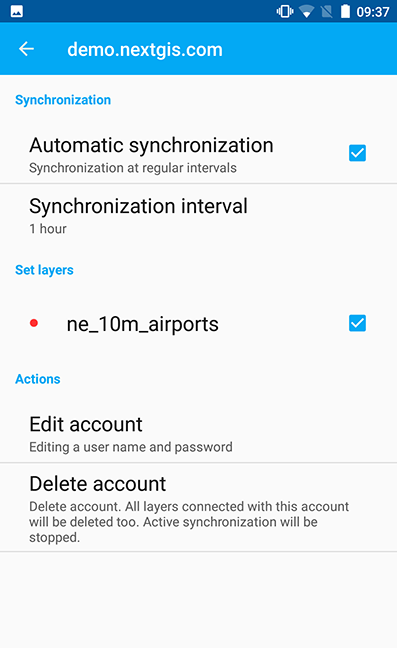 09:37
demo.nextgis.com
Synchronization
Automatic synchronization
Synchronization at regular intervals
Synchronization interval
1 hour
Set layers
ne_10m_airports
Actions
Edit account
Editing a user name and password
Delete account
Delete account. All layers connected with this account
will be deleted too. Active synchronization will be
stopped.